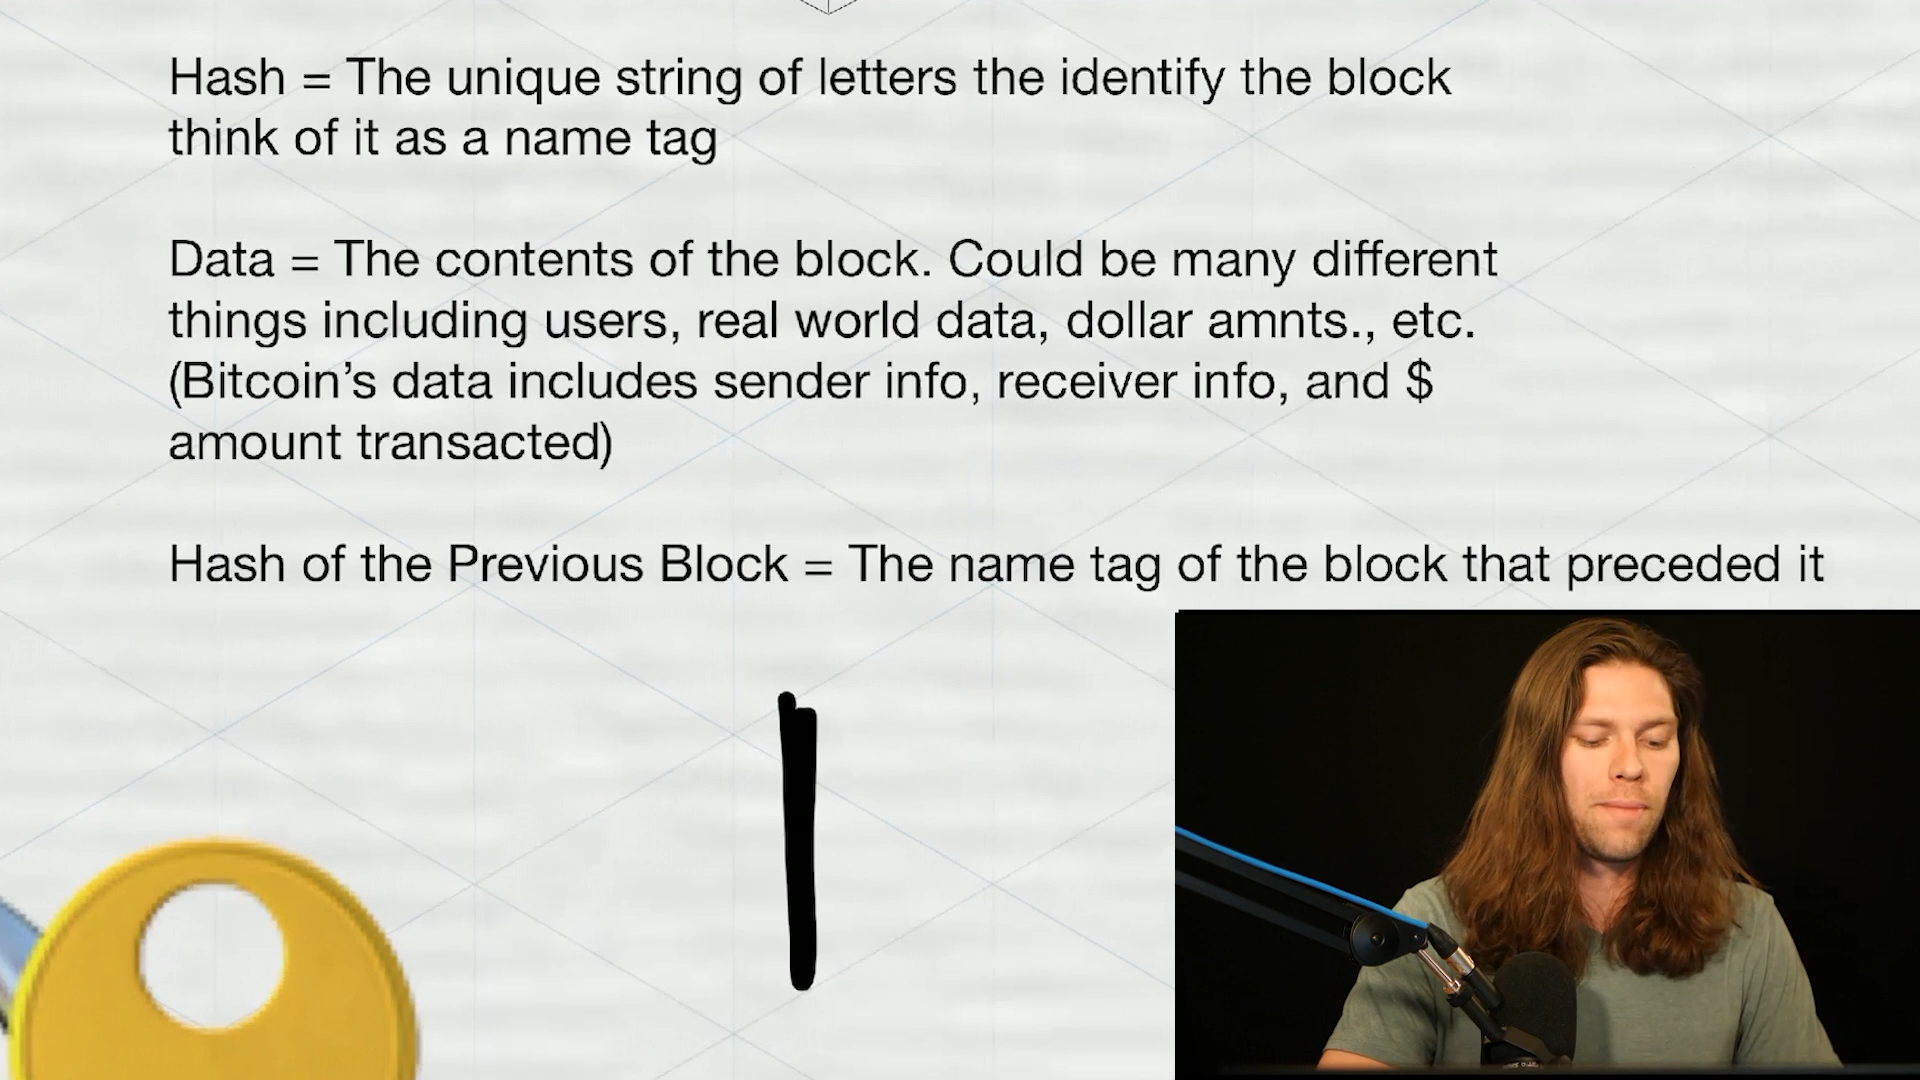 Hash = The unique string of letters the identify the block
think of it as a name tag
Data = The contents of the block. Could be many different
things including users, real world data, dollar amnts., etc.
(Bitcoin’s data includes sender info, receiver info, and $
amount transacted)
Hash of the Previous Block = The name tag of the block that preceded it